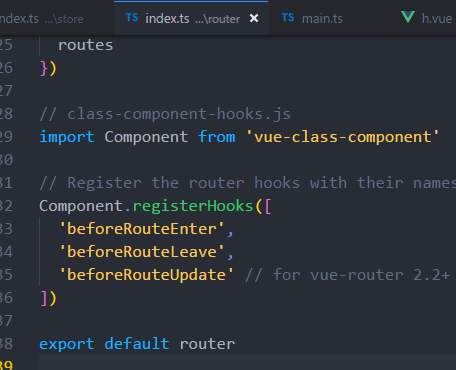 ndex.ts ...\store TS index.ts ...\router × TS main.ts h.vue
25 routes
26 })
27
28 // class-component-hooks.js
29 import Component from 'vue-class-component'
30
31 // Register the router hooks with their names
32 Component.registerHooks([
33 'beforeRouteEnter',
34 'beforeRouteLeave',
35 'beforeRouteUpdate' // for vue-router 2.2+
36 ])
37
38 export default router
39